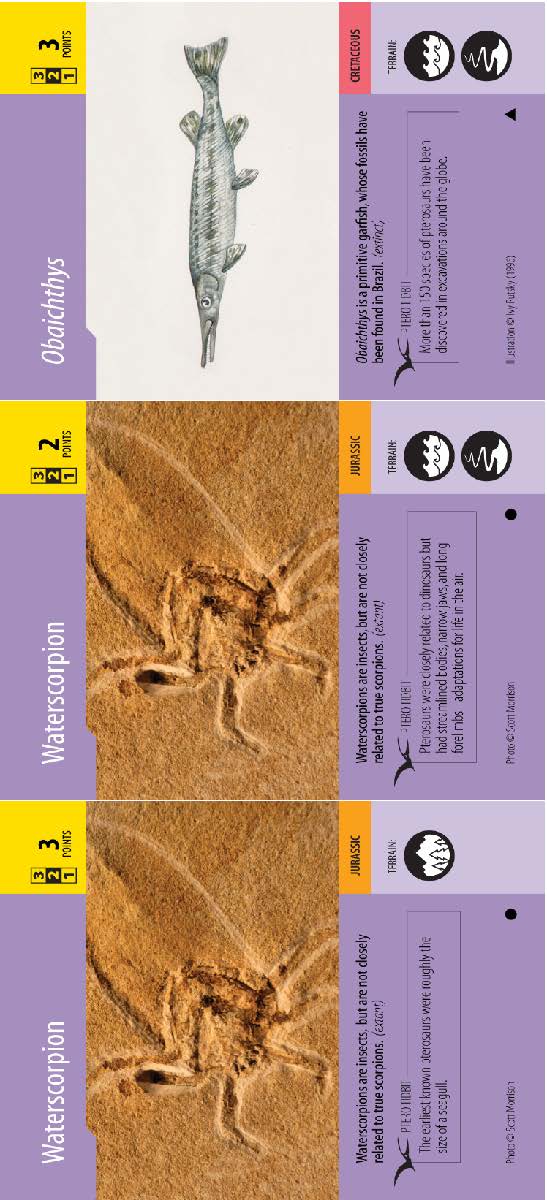 Waterscorpion
3
2
1
3
POINTS
JURASSIC
Waterscorpions are insects, but are not closely
related to true scorpions. (extant)
TERRAIN:
PTERO TIDBIT
The earliest known pterosaurs were roughly the
size of a seagull.
Photo © Scott Morrison
Waterscorpion
3
2
1
2
POINTS
JURASSIC
Waterscorpions are insects, but are not closely
related to true scorpions. (extant)
TERRAIN:
PTERO TIDBIT
Pterosaurs were closely related to dinosaurs but
had streamlined bodies, narrow jaws, and long
forelimbs—adaptations for life in the air.
Photo © Scott Morrison
Obaichthys
3
2
1
3
POINTS
CRETACEOUS
Obaichthys is a primitive garfish, whose fossils have
been found in Brazil. (extinct)
TERRAIN:
PTERO TIDBIT
More than 150 species of pterosaurs have been
discovered in excavations around the globe.
Illustration © Ivy (1990)